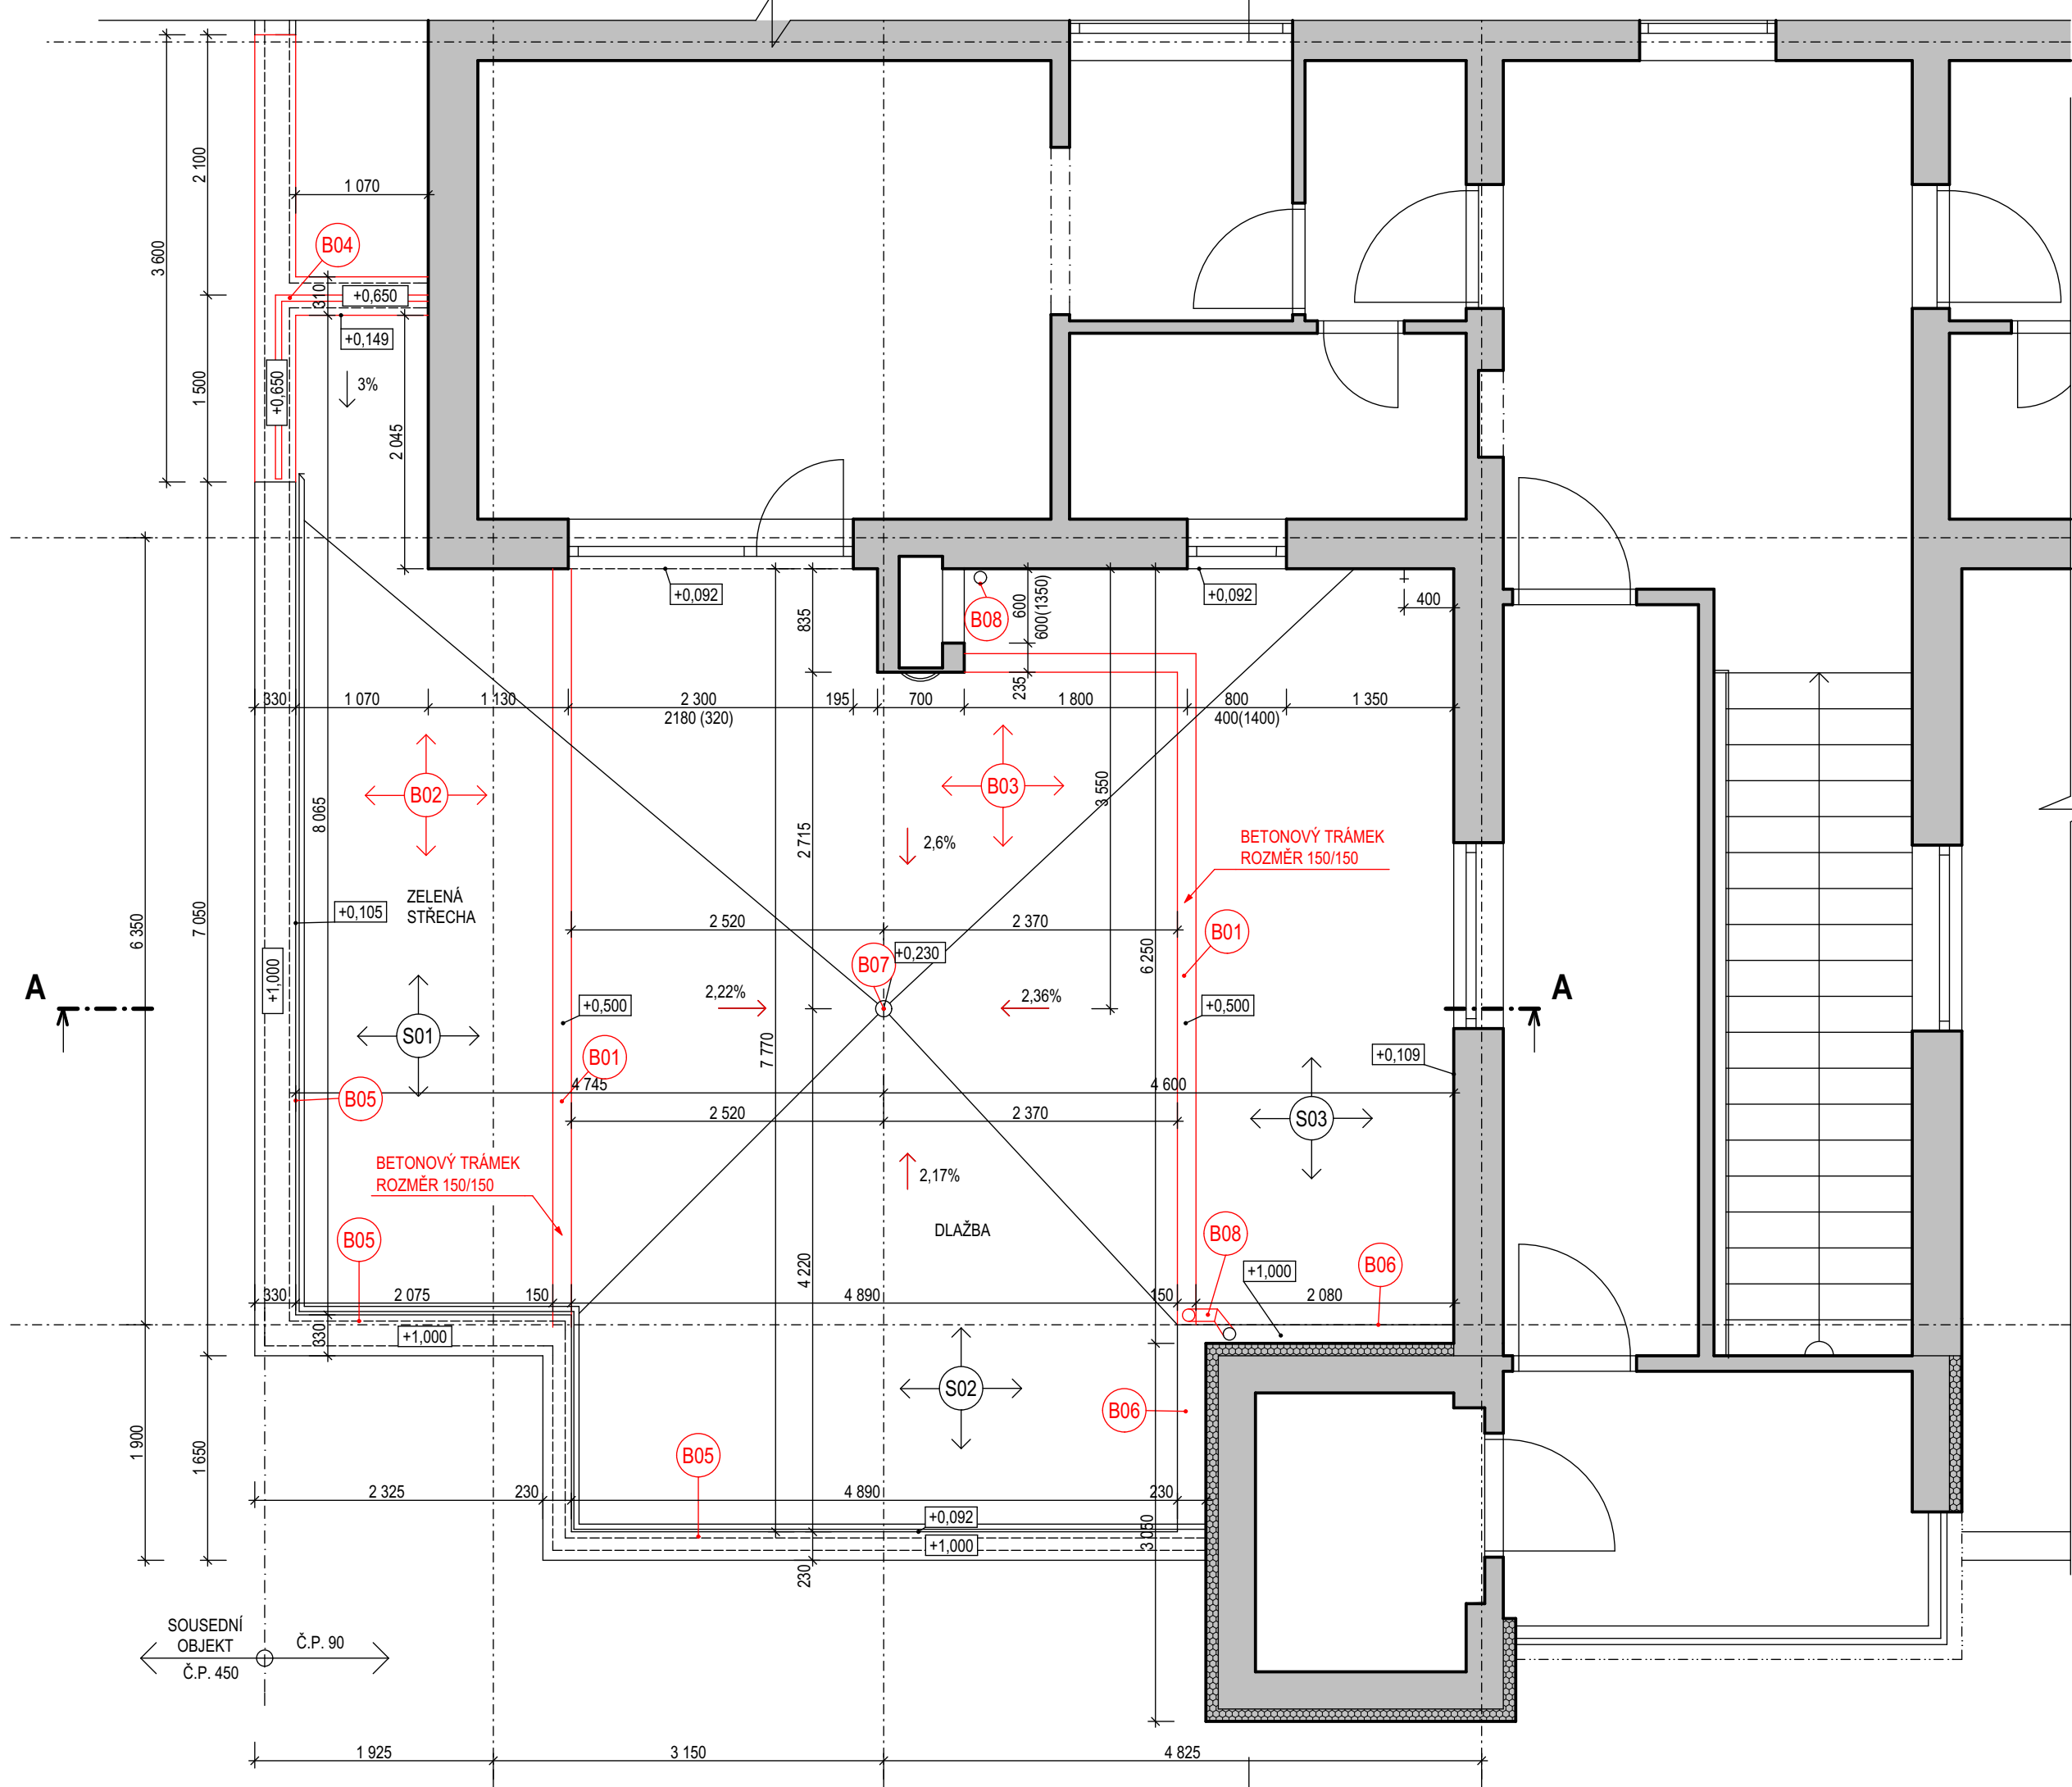 2 100
1 070
3 600
B04
310
+0,650
+0,149
+0,650
3%
1 500
2 045
+0,092
+0,092
B08
600
600(1350)
400
835
235
330
1 070
1 130
2 300
2180 (320)
195
700
1 800
800
400(1400)
1 350
B02
B03
8 065
3 550
2 715
2,6%
BETONOVÝ TRÁMEK
ROZMĚR 150/150
ZELENÁ
STŘECHA
+0,105
6 350
7 050
2 520
2 370
B01
+0,230
B07
6 250
+1,000
A
A
2,22%
2,36%
+0,500
+0,500
S01
7 770
B01
+0,109
4 745
4 600
B05
2 520
2 370
S03
BETONOVÝ TRÁMEK
ROZMĚR 150/150
2,17%
DLAŽBA
B05
B08
B06
4 220
+1,000
330
2 075
150
4 890
150
2 080
330
+1,000
S02
B06
1 900
1 650
B05
2 325
230
4 890
230
+0,092
+1,000
3 050
230
SOUSEDNÍ
OBJEKT
Č.P. 90
Č.P. 450
1 925
3 150
4 825